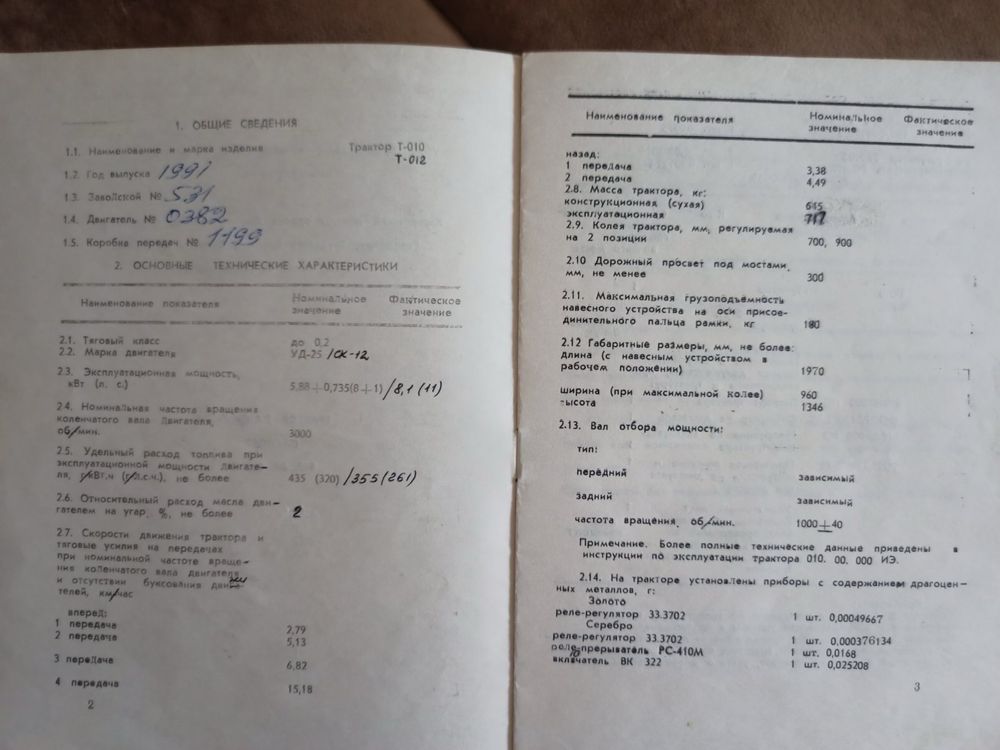 1. ОБЩИЕ СВЕДЕНИЯ
1.1. Наименование и марка изделия Трактор Т-010
Т-012
1.2. Год выпуска 1991
1.3. Заводской № 531
1.4. Двигатель № 0382
1.5. Коробка передач № 1199
2. ОСНОВНЫЕ ТЕХНИЧЕСКИЕ ХАРАКТЕРИСТИКИ
Наименование показателя Номинальное значение Фактическое значение
2.1. Тяговый класс до 0,2
2.2. Марка двигателя УД-25 /СК-12
2.3. Эксплуатационная мощность,
кВт (л. с.) 5,88+0,735(8+1) /8,1 (11)
2.4. Номинальная частота вращения
коленчатого вала двигателя,
об/мин. 3000
2.5. Удельный расход топлива при
эксплуатационной мощности двигате-
ля, г/кВт.ч (г/л.с.ч.), не более 435 (320) /355(261)
2.6. Относительный расход масла дви-
гателем на угар, %, не более 2
2.7. Скорости движения трактора и
тяговые усилия на передачах
при номинальной частоте враще-
ния коленчатого вала двигателя
и отсутствии буксования движи-
телей, км/час
вперед:
1 передача 2,79
2 передача 5,13
3 передача 6,82
4 передача 15,18
2
Наименование показателя Номинальное значение Фактическое значение
назад:
1 передача 3,38
2 передача 4,49
2.8. Масса трактора, кг:
конструкционная (сухая) 645
эксплуатационная 717
2.9. Колея трактора, мм, регулируемая
на 2 позиции 700, 900
2.10 Дорожный просвет под мостами,
мм, не менее 300
2.11. Максимальная грузоподъёмность
навесного устройства на оси присое-
динительного пальца рамки, кг 180
2.12 Габаритные размеры, мм, не более:
длина (с навесным устройством в
рабочем положении) 1970
ширина (при максимальной колее) 960
высота 1346
2.13. Вал отбора мощности:
тип:
передний зависимый
задний зависимый
частота вращения, об/мин. 1000+40
Примечание. Более полные технические данные приведены в
инструкции по эксплуатации трактора 010. 00. 000 ИЭ.
2.14. На тракторе установлены приборы с содержанием драгоцен-
ных металлов, г:
Золото
реле-регулятор 33.3702 1 шт. 0,00049667
Серебро
реле-регулятор 33.3702 1 шт. 0,000376134
реле-прерыватель РС-410М 1 шт. 0,0168
включатель ВК 322 1 шт. 0,025208
3